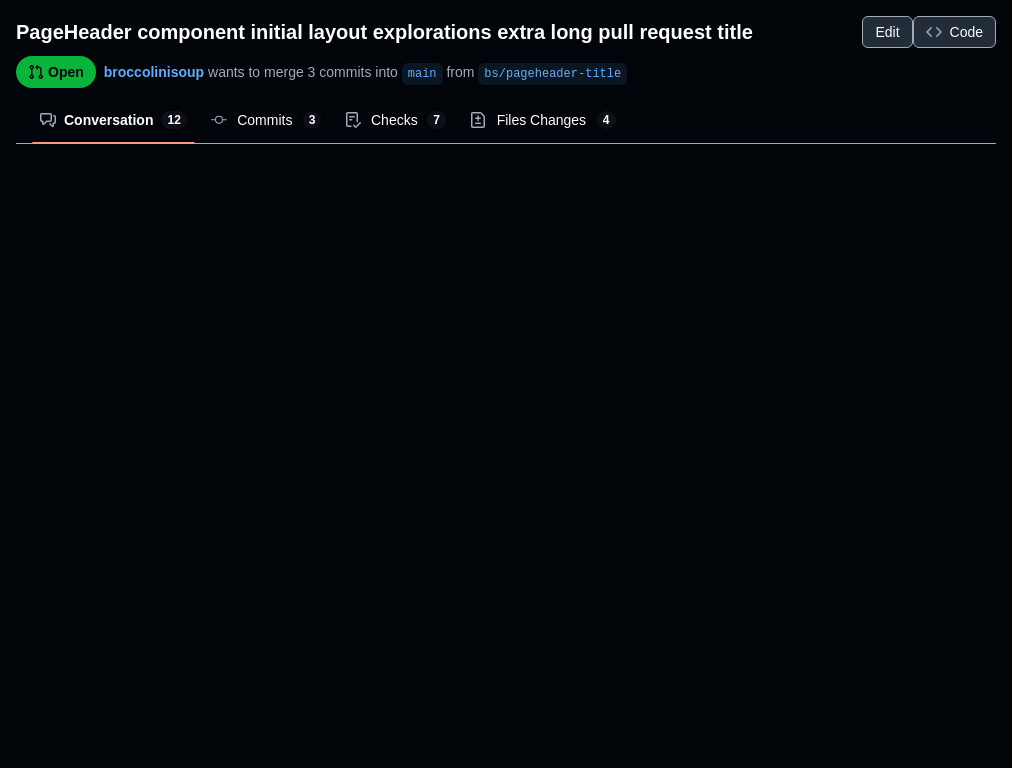 PageHeader component initial layout explorations extra long pull request title
Edit
Code
Open
broccolinisoup wants to merge 3 commits into main from bs/pageheader-title
Conversation 12
Commits 3
Checks 7
Files Changes 4